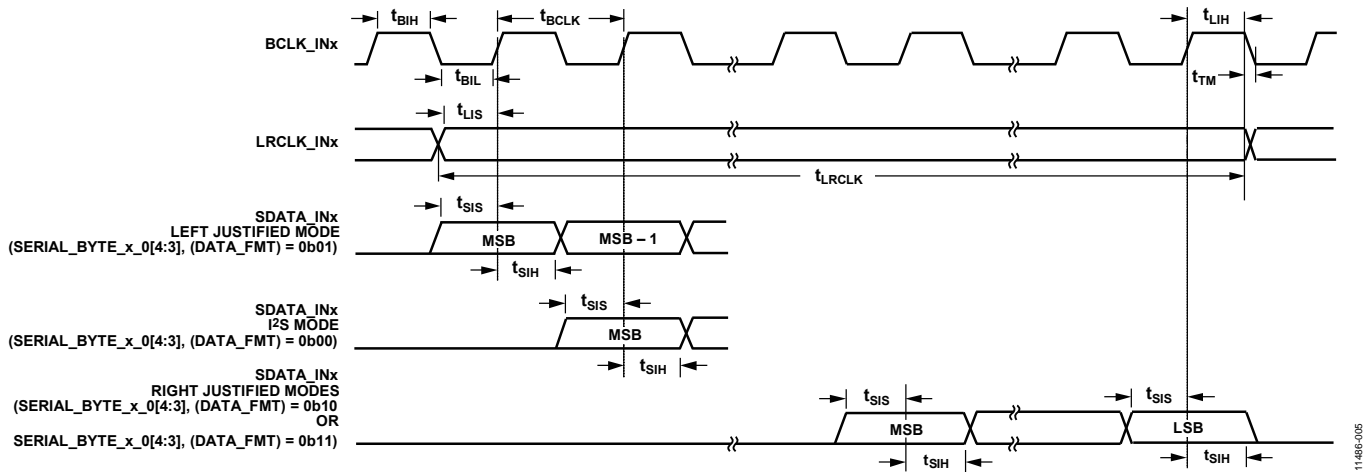 tBIH
tBCLK
tLIH
BCLK_INx
tBIL
tTM
tLIS
LRCLK_INx
tLRCLK
SDATA_INx
LEFT JUSTIFIED MODE
(SERIAL_BYTE_x_0[4:3], (DATA_FMT) = 0b01)
tSIS
MSB
MSB – 1
tSIH
SDATA_INx
I2S MODE
(SERIAL_BYTE_x_0[4:3], (DATA_FMT) = 0b00)
tSIS
MSB
tSIH
SDATA_INx
RIGHT JUSTIFIED MODES
(SERIAL_BYTE_x_0[4:3], (DATA_FMT) = 0b10
OR
SERIAL_BYTE_x_0[4:3], (DATA_FMT) = 0b11)
tSIS
tSIS
MSB
LSB
tSIH
tSIH
11486-005